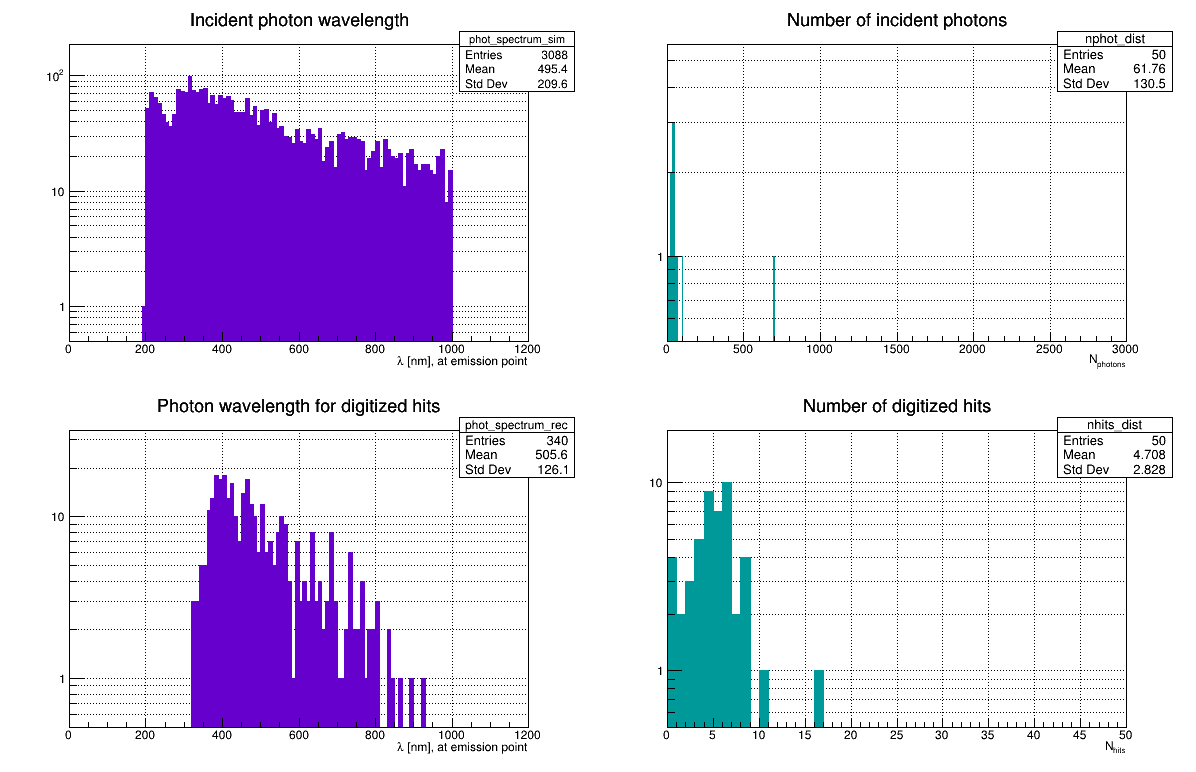 Incident photon wavelength
phot_spectrum_sim
Entries 3088
Mean 495.4
Std Dev 209.6
10²
10
1
0 200 400 600 800 1000 1200
λ [nm], at emission point
Number of incident photons
nphot_dist
Entries 50
Mean 61.76
Std Dev 130.5
1
0 500 1000 1500 2000 2500 3000
Nphotons
Photon wavelength for digitized hits
phot_spectrum_rec
Entries 340
Mean 505.6
Std Dev 126.1
10
1
0 200 400 600 800 1000 1200
λ [nm], at emission point
Number of digitized hits
nhits_dist
Entries 50
Mean 4.708
Std Dev 2.828
10
1
0 5 10 15 20 25 30 35 40 45 50
Nhits